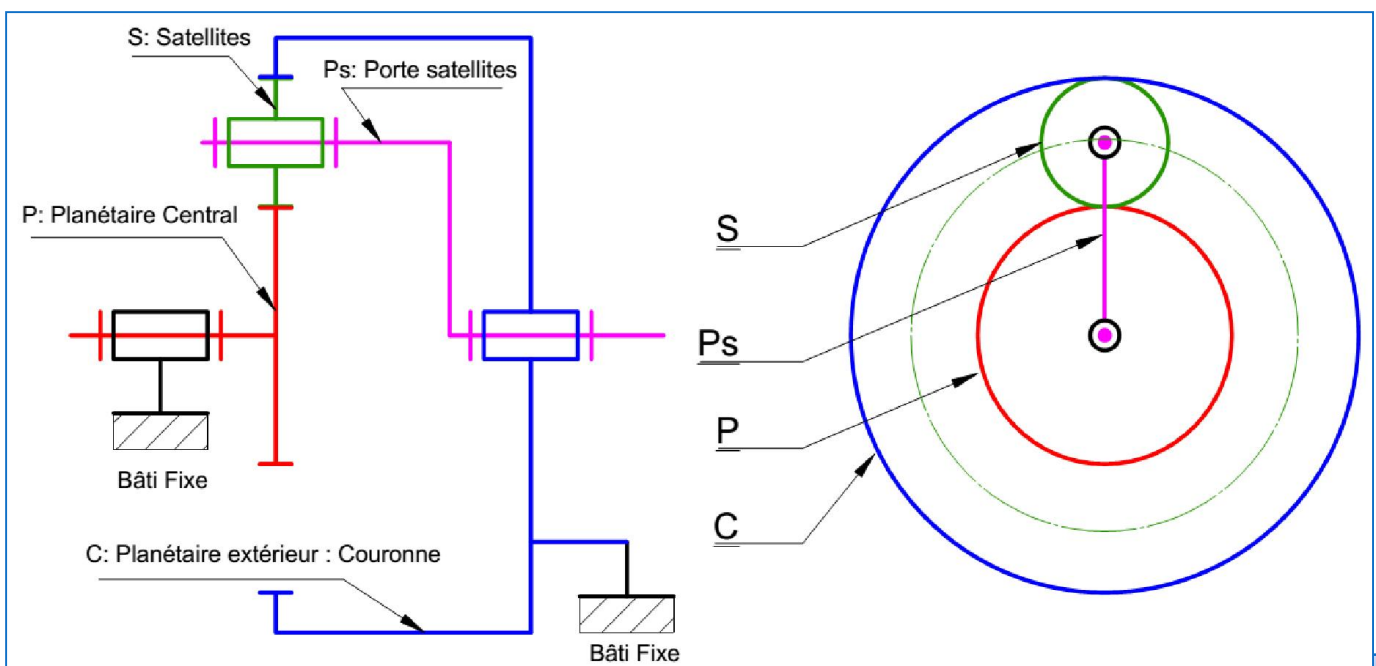 S: Satellites
Ps: Porte satellites
P: Planétaire Central
Bâti Fixe
C: Planétaire extérieur : Couronne
Bâti Fixe
S
Ps
P
C